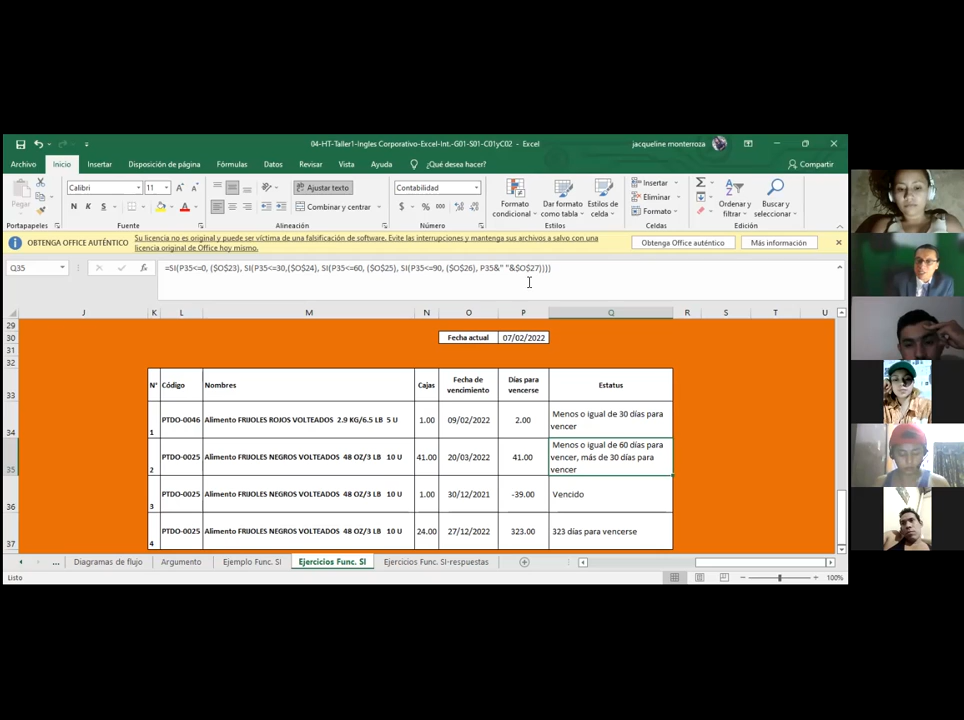 04-HT-Taller1-Ingles Corporativo-Excel-Int.-G01-S01-C01yC02 - Excel
jacqueline monterroza
Archivo Inicio Insertar Disposición de página Fórmulas Datos Revisar Vista Ayuda ¿Qué desea hacer? Compartir
Pegar
Calibri 11
N K S
Ajustar texto
Combinar y centrar
Contabilidad
$ % 000
Formato condicional
Dar formato como tabla
Estilos de celda
Insertar
Eliminar
Formato
Ordenar y filtrar
Buscar y seleccionar
Portapapeles Fuente Alineación Número Estilos Celdas Edición
OBTENGA OFFICE AUTÉNTICO
Su licencia no es original y puede ser víctima de una falsificación de software. Evite las interrupciones y mantenga sus archivos a salvo con una
licencia original de Office hoy mismo.
Obtenga Office auténtico Más información
Q35 fx =SI(P35<=0, ($O$23), SI(P35<=30,($O$24), SI(P35<=60, ($O$25), SI(P35<=90, ($O$26), P35&" "&$O$27))))
J K L M N O P Q R S T U
29
30 Fecha actual 07/02/2022
31
32
33 N° Código Nombres Cajas Fecha de vencimiento Días para vencerse Estatus
34 1 PTDO-0046 Alimento FRIJOLES ROJOS VOLTEADOS 2.9 KG/6.5 LB 5 U 1.00 09/02/2022 2.00 Menos o igual de 30 días para vencer
35 2 PTDO-0025 Alimento FRIJOLES NEGROS VOLTEADOS 48 OZ/3 LB 10 U 41.00 20/03/2022 41.00 Menos o igual de 60 días para vencer, más de 30 días para vencer
36 3 PTDO-0025 Alimento FRIJOLES NEGROS VOLTEADOS 48 OZ/3 LB 10 U 1.00 30/12/2021 -39.00 Vencido
37 4 PTDO-0025 Alimento FRIJOLES NEGROS VOLTEADOS 48 OZ/3 LB 10 U 24.00 27/12/2022 323.00 323 días para vencerse
... Diagramas de flujo Argumento Ejemplo Func. SI Ejercicios Func. SI Ejercicios Func. SI-respuestas
Listo 100%